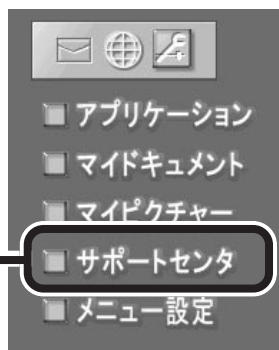 アプリケーション
マイドキュメント
マイピクチャー
サポートセンタ
メニュー設定